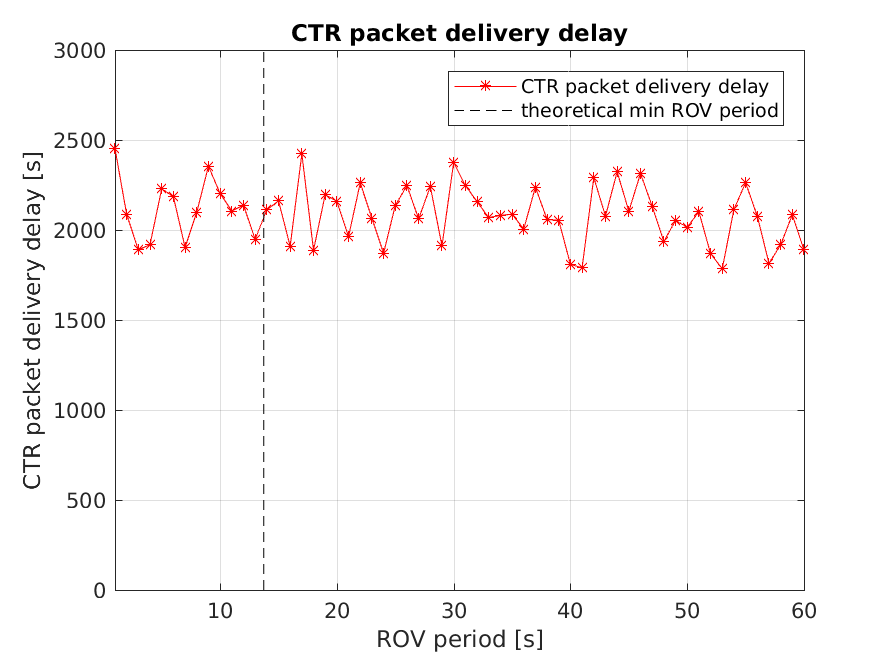 CTR packet delivery delay
3000
2500
2000
1500
1000
500
0
CTR packet delivery delay [s]
CTR packet delivery delay
theoretical min ROV period
10 20 30 40 50 60
ROV period [s]